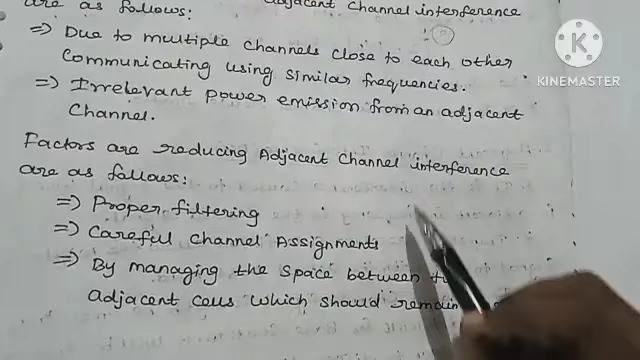 are as follows: adjacent channel interference
=> Due to multiple channels close to each other
communicating using similar frequencies.
=> Irrelevant power emission from an adjacent
channel.
Factors are reducing Adjacent channel interference
are as follows:
=> Proper filtering
=> Careful channel Assignments
=> By managing the space between
adjacent cells which should remain
KINEMASTER